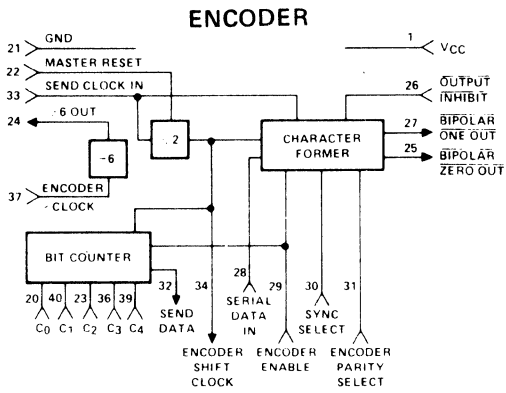 ENCODER
21 GND
1 VCC
22 MASTER RESET
33 SEND CLOCK IN
26 OUTPUT
INHIBIT
24 6 OUT
27 BIPOLAR
ONE OUT
÷2
CHARACTER
FORMER
25 BIPOLAR
ZERO OUT
÷6
37 ENCODER
CLOCK
BIT COUNTER
20 40 23 36 39 32 34 28 29 30 31
C0 C1 C2 C3 C4
SEND
DATA
SERIAL
DATA
IN
SYNC
SELECT
ENCODER
SHIFT
CLOCK
ENCODER
ENABLE
ENCODER
PARITY
SELECT